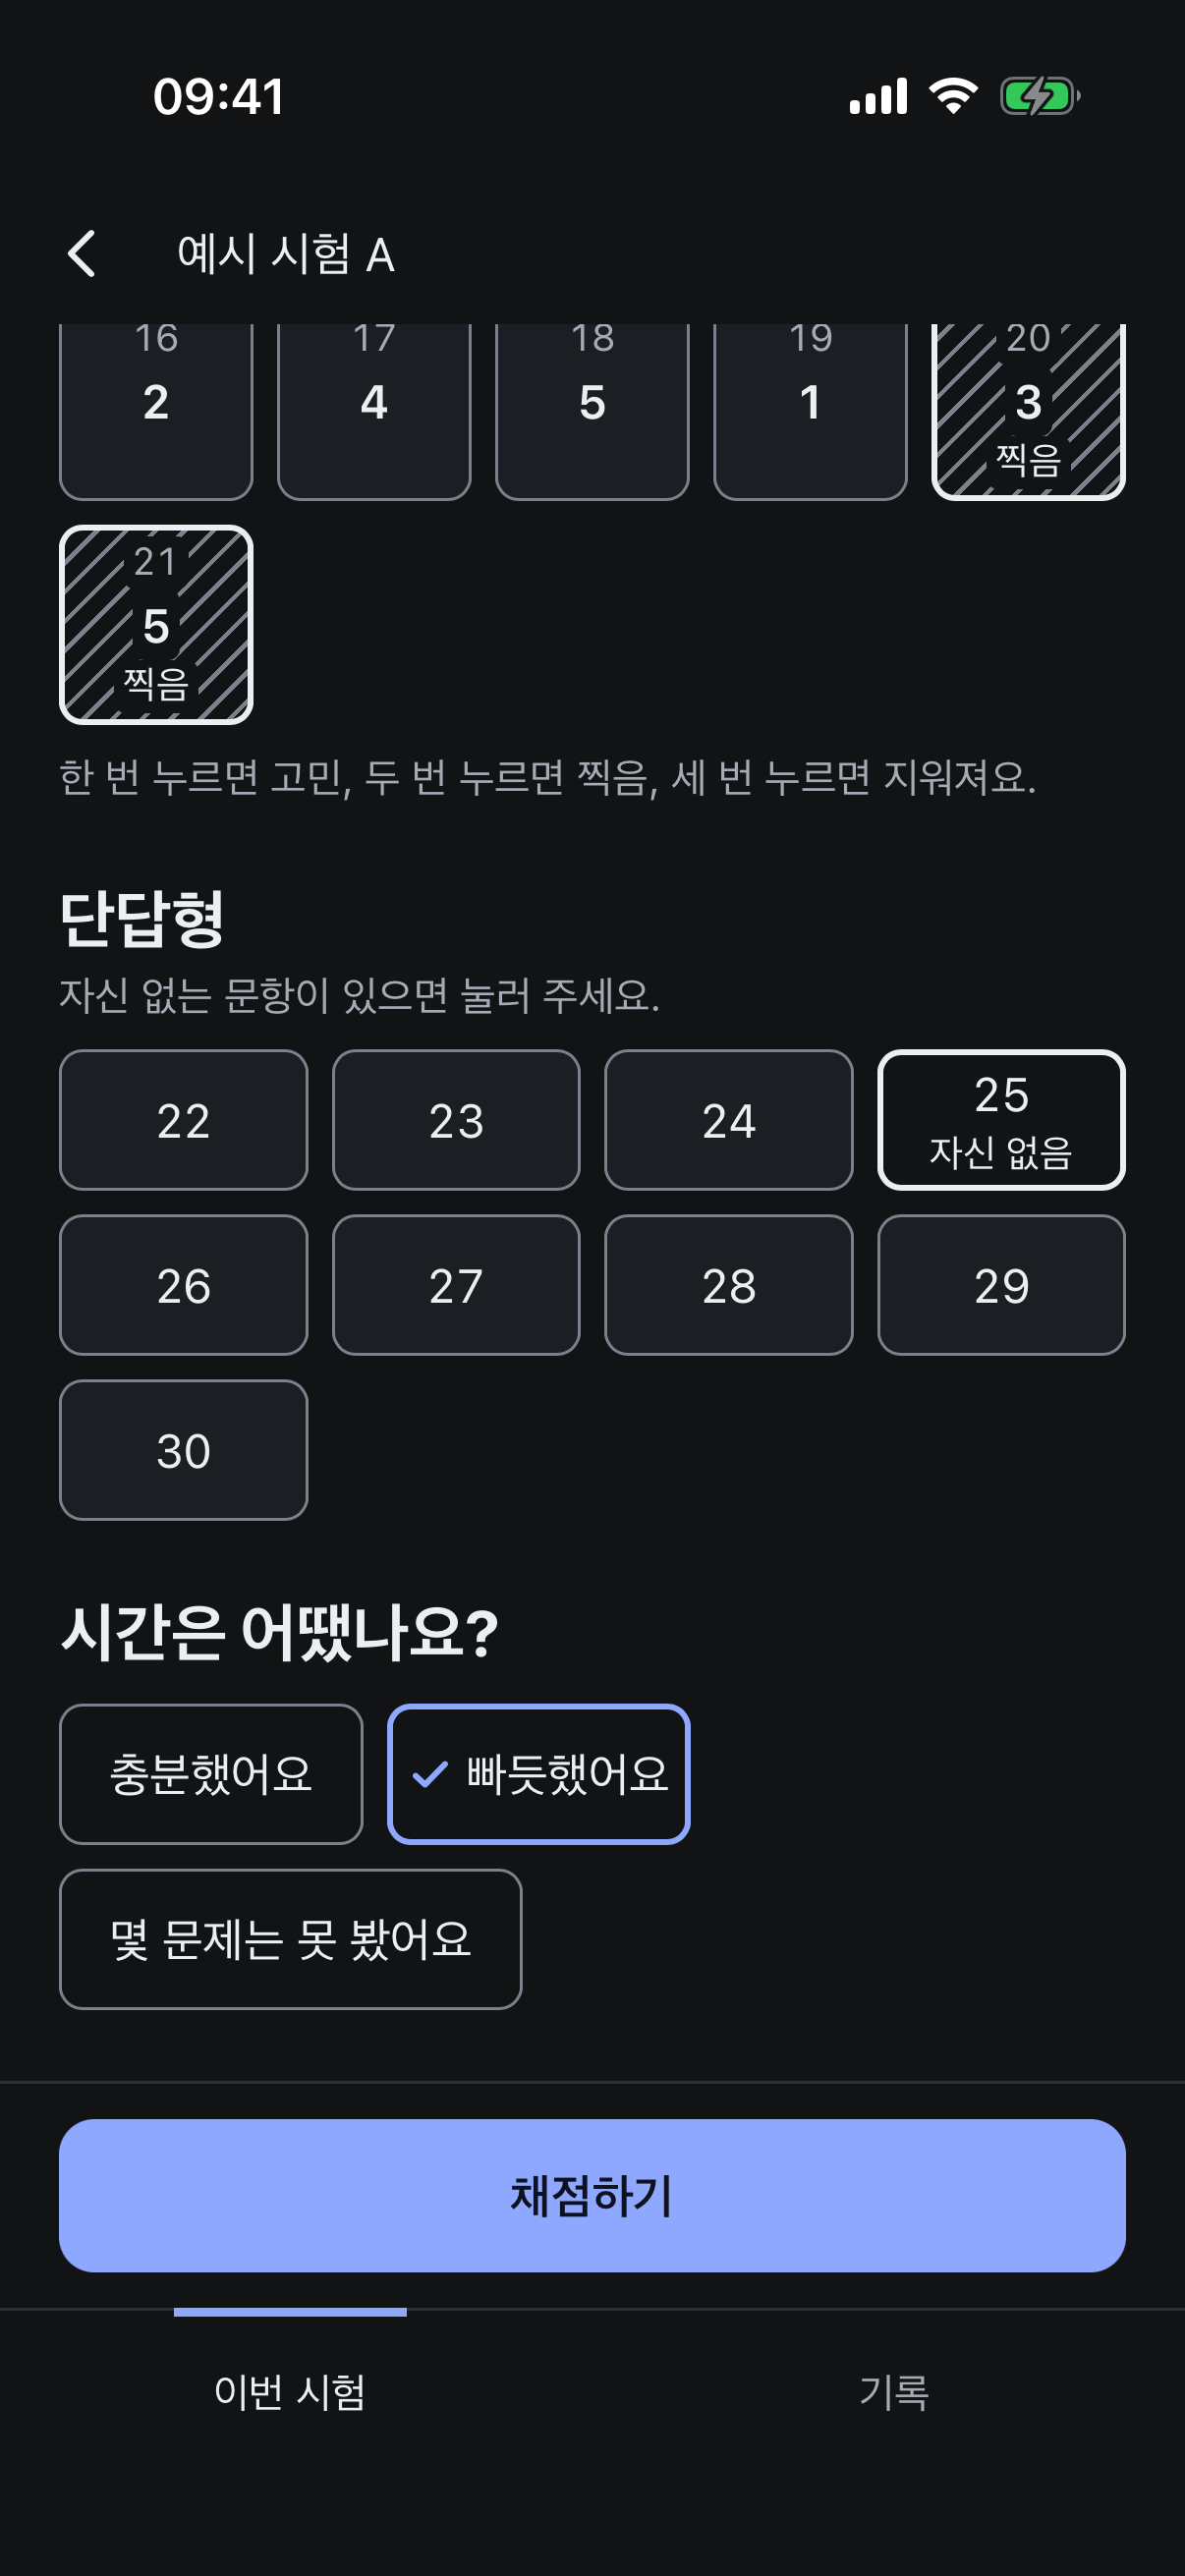 09:41
예시 시험 A
16 17 18 19 20
2 4 5 1 3
찍음
21
5
찍음
한 번 누르면 고민, 두 번 누르면 찍음, 세 번 누르면 지워져요.
단답형
자신 없는 문항이 있으면 눌러 주세요.
22 23 24 25
자신 없음
26 27 28 29
30
시간은 어땠나요?
충분했어요 빠듯했어요
몇 문제는 못 봤어요
채점하기
이번 시험 기록